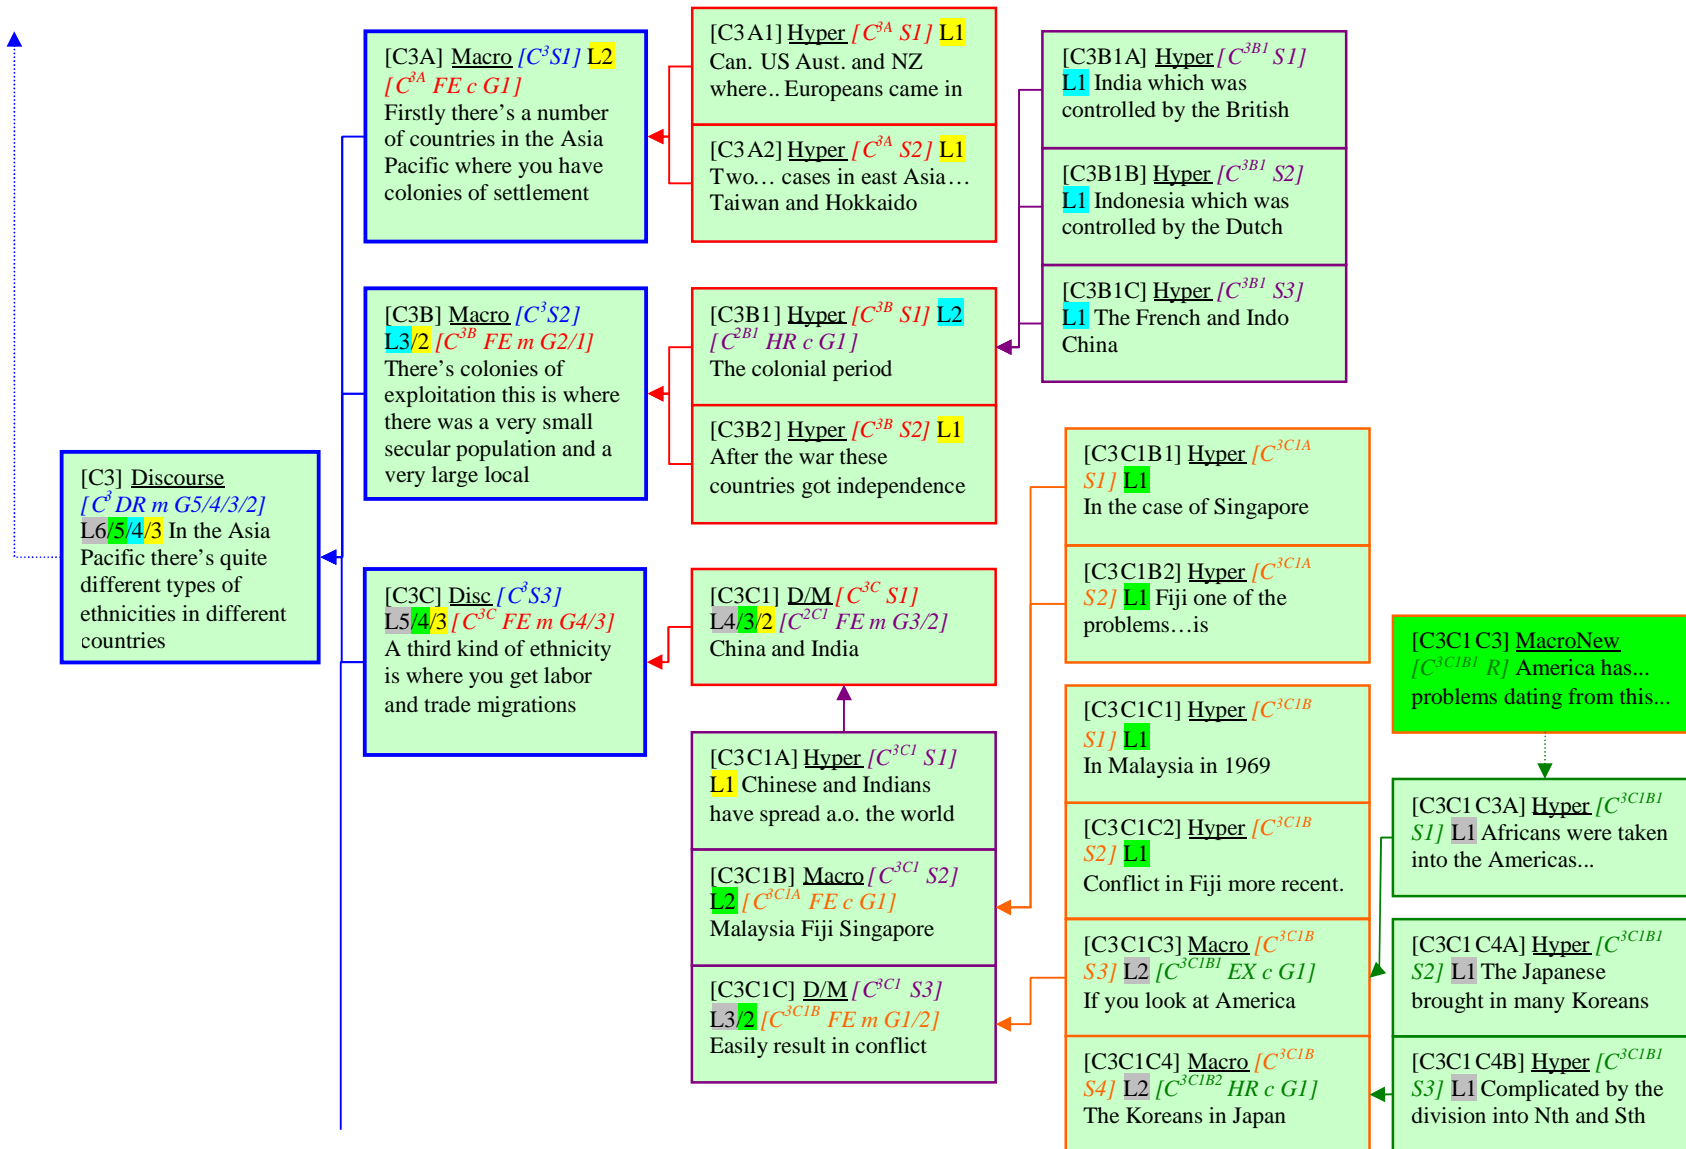 [C3] Discourse
[C³ DR m G5/4/3/2]
L6/5/4/3 In the Asia
Pacific there's quite
different types of
ethnicities in different
countries
[C3A] Macro [C³S1] L2
[C³ᴬ FE c G1]
Firstly there's a number
of countries in the Asia
Pacific where you have
colonies of settlement
[C3B] Macro [C³S2]
L3/2 [C³ᴮ FE m G2/1]
There's colonies of
exploitation this is where
there was a very small
secular population and a
very large local
[C3C] Disc [C³S3]
L5/4/3 [C³ᶜ FE m G4/3]
A third kind of ethnicity
is where you get labor
and trade migrations
[C3A1] Hyper [C³ᴬ S1] L1
Can. US Aust. and NZ
where.. Europeans came in
[C3A2] Hyper [C³ᴬ S2] L1
Two... cases in east Asia...
Taiwan and Hokkaido
[C3B1] Hyper [C³ᴮ S1] L2
[C²ᴮ¹ HR c G1]
The colonial period
[C3B2] Hyper [C³ᴮ S2] L1
After the war these
countries got independence
[C3C1] D/M [C³ᶜ S1]
L4/3/2 [C²ᶜ¹ FE m G3/2]
China and India
[C3C1A] Hyper [C³ᶜ¹ S1]
L1 Chinese and Indians
have spread a.o. the world
[C3C1B] Macro [C³ᶜ¹ S2]
L2 [C³ᶜ¹ᴬ FE c G1]
Malaysia Fiji Singapore
[C3C1C] D/M [C³ᶜ¹ S3]
L3/2 [C³ᶜ¹ᴮ FE m G1/2]
Easily result in conflict
[C3B1A] Hyper [C³ᴮ¹ S1]
L1 India which was
controlled by the British
[C3B1B] Hyper [C³ᴮ¹ S2]
L1 Indonesia which was
controlled by the Dutch
[C3B1C] Hyper [C³ᴮ¹ S3]
L1 The French and Indo
China
[C3C1B1] Hyper [C³ᶜ¹ᴬ
S1] L1
In the case of Singapore
[C3C1B2] Hyper [C³ᶜ¹ᴬ
S2] L1 Fiji one of the
problems...is
[C3C1C1] Hyper [C³ᶜ¹ᴮ
S1] L1
In Malaysia in 1969
[C3C1C2] Hyper [C³ᶜ¹ᴮ
S2] L1
Conflict in Fiji more recent.
[C3C1C3] Macro [C³ᶜ¹ᴮ
S3] L2 [C³ᶜ¹ᴮ¹ EX c G1]
If you look at America
[C3C1C4] Macro [C³ᶜ¹ᴮ
S4] L2 [C³ᶜ¹ᴮ² HR c G1]
The Koreans in Japan
[C3C1C3] MacroNew
[C³ᶜ¹ᴮ¹ R] America has...
problems dating from this...
[C3C1C3A] Hyper [C³ᶜ¹ᴮ¹
S1] L1 Africans were taken
into the Americas...
[C3C1C4A] Hyper [C³ᶜ¹ᴮ¹
S2] L1 The Japanese
brought in many Koreans
[C3C1C4B] Hyper [C³ᶜ¹ᴮ¹
S3] L1 Complicated by the
division into Nth and Sth